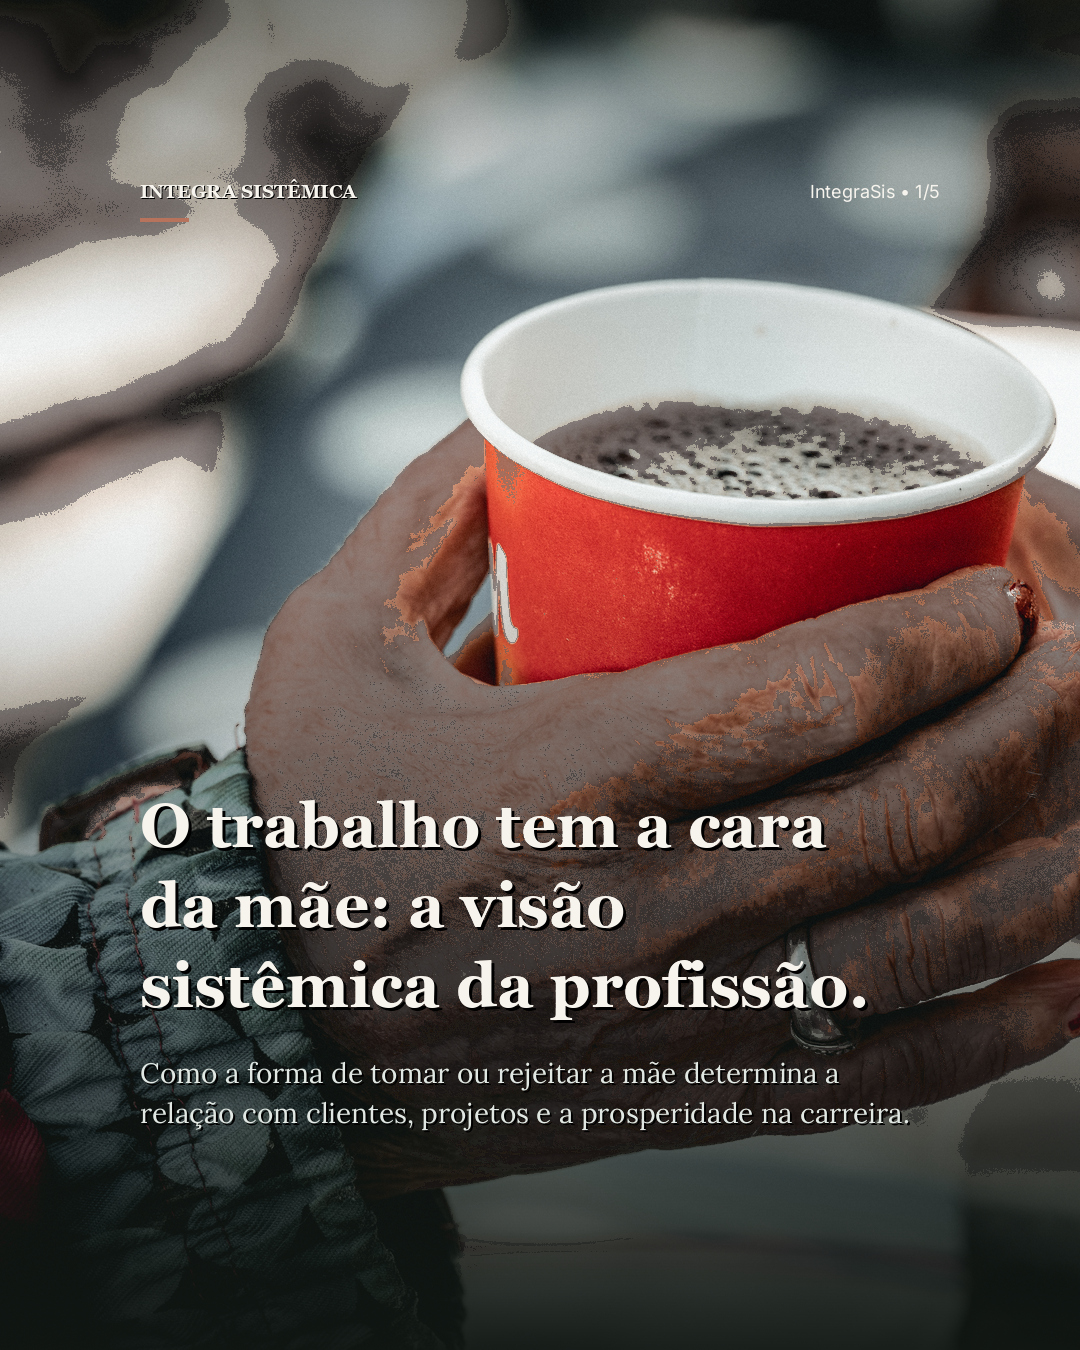 INTEGRA SISTÊMICA
IntegraSis • 1/5
O trabalho tem a cara
da mãe: a visão
sistêmica da profissão.
Como a forma de tomar ou rejeitar a mãe determina a
relação com clientes, projetos e a prosperidade na carreira.